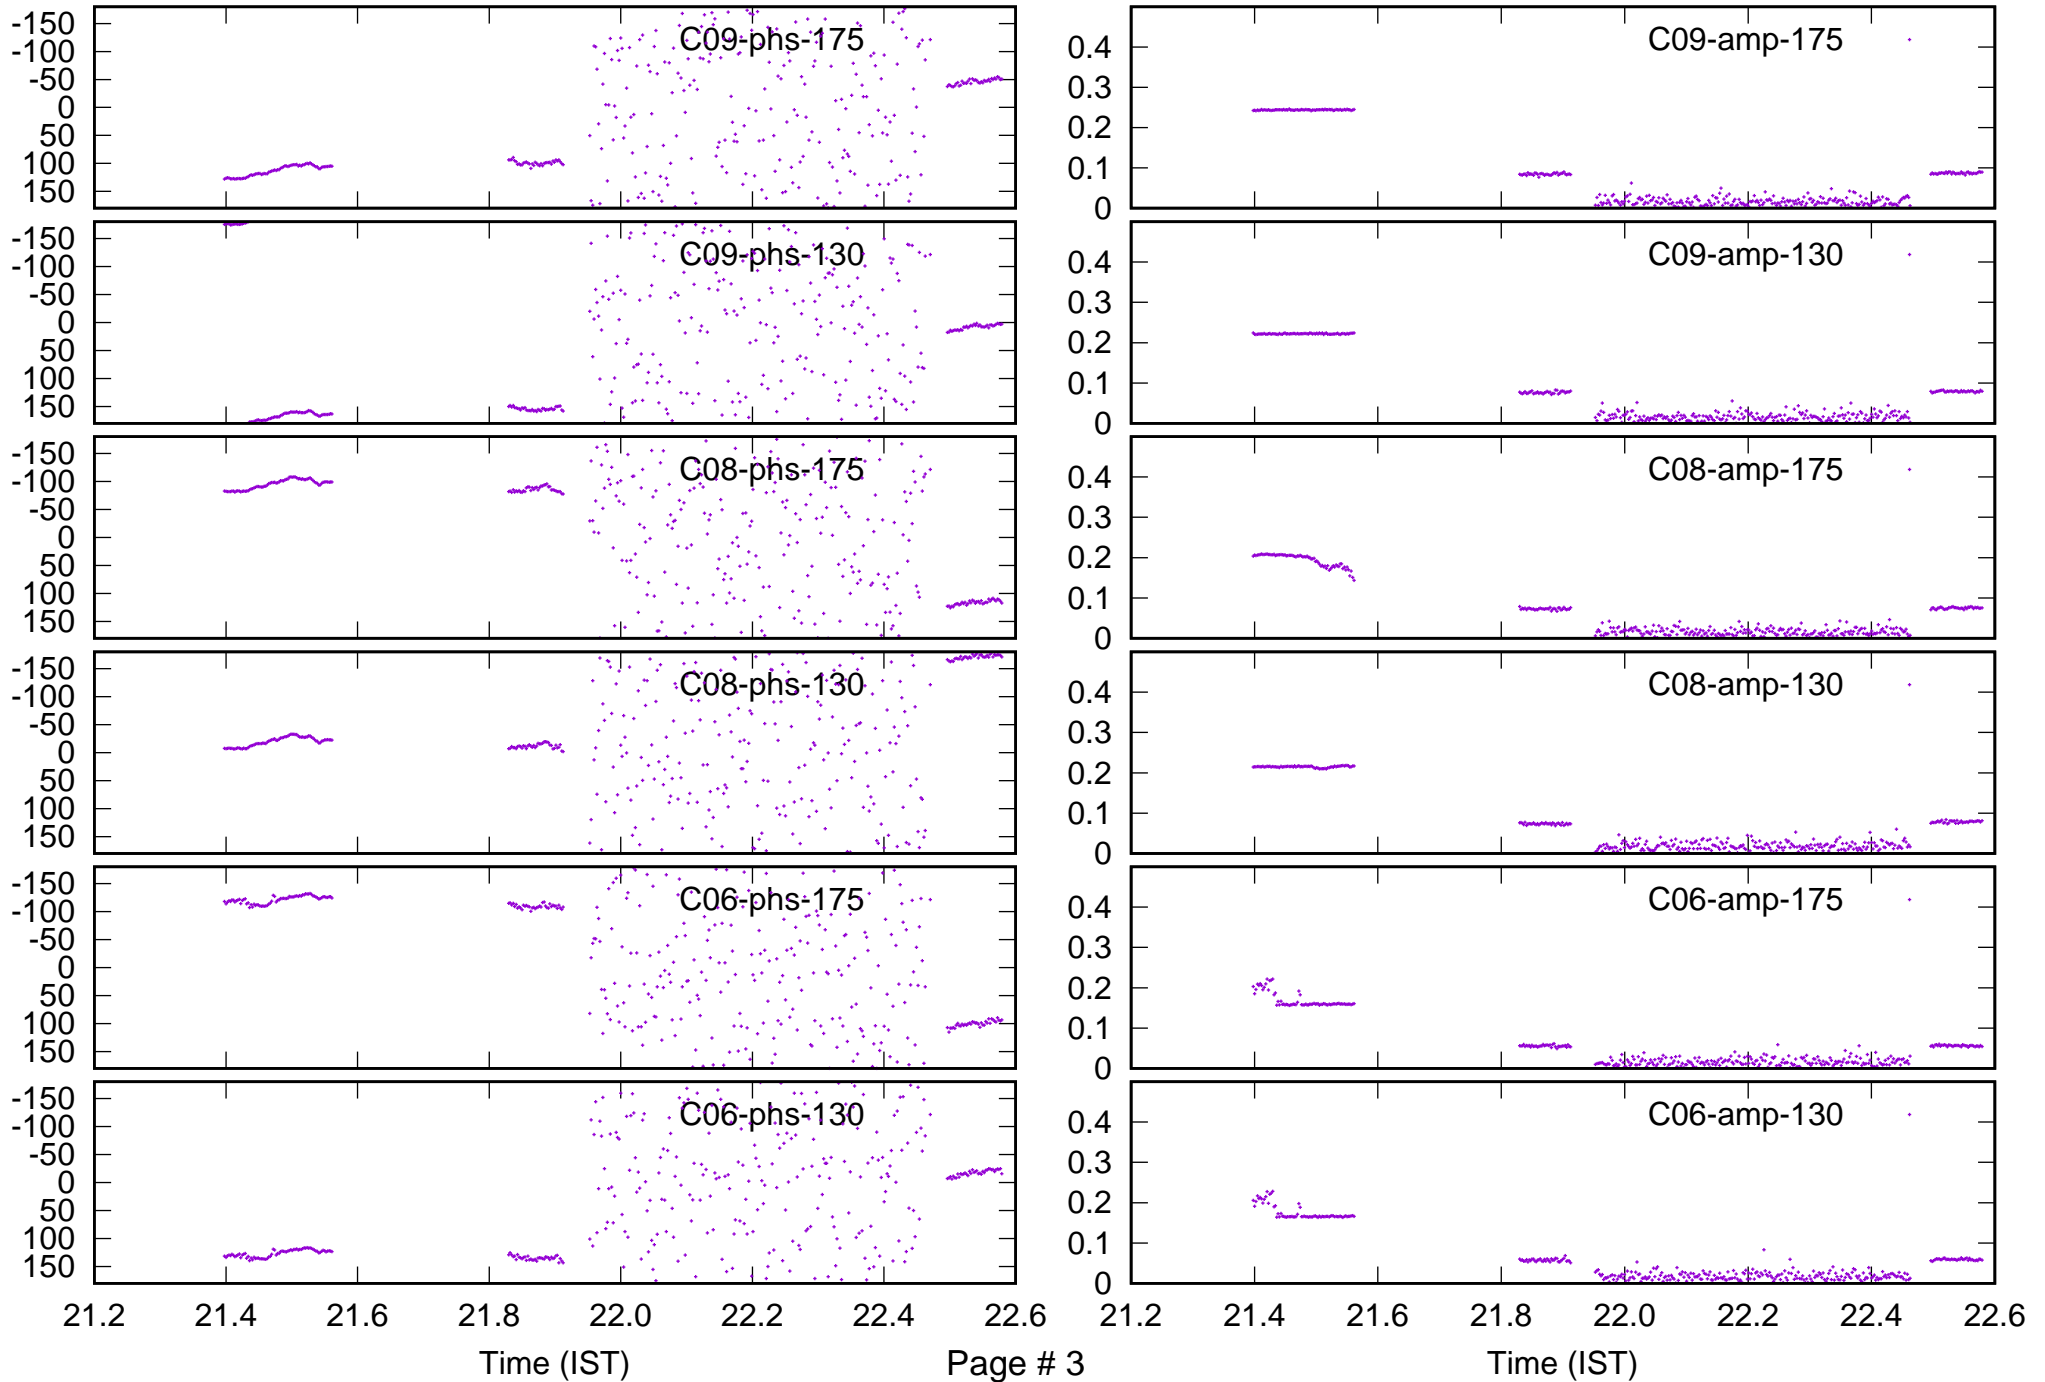 -150 -100 -50 0 50 100 150 C09-phs-175
0.4 0.3 0.2 0.1 0 C09-amp-175
-150 -100 -50 0 50 100 150 C09-phs-130
0.4 0.3 0.2 0.1 0 C09-amp-130
-150 -100 -50 0 50 100 150 C08-phs-175
0.4 0.3 0.2 0.1 0 C08-amp-175
-150 -100 -50 0 50 100 150 C08-phs-130
0.4 0.3 0.2 0.1 0 C08-amp-130
-150 -100 -50 0 50 100 150 C06-phs-175
0.4 0.3 0.2 0.1 0 C06-amp-175
-150 -100 -50 0 50 100 150 C06-phs-130
0.4 0.3 0.2 0.1 0 C06-amp-130
21.2 21.4 21.6 21.8 22.0 22.2 22.4 22.6 21.2 21.4 21.6 21.8 22.0 22.2 22.4 22.6
Time (IST) Page # 3 Time (IST)